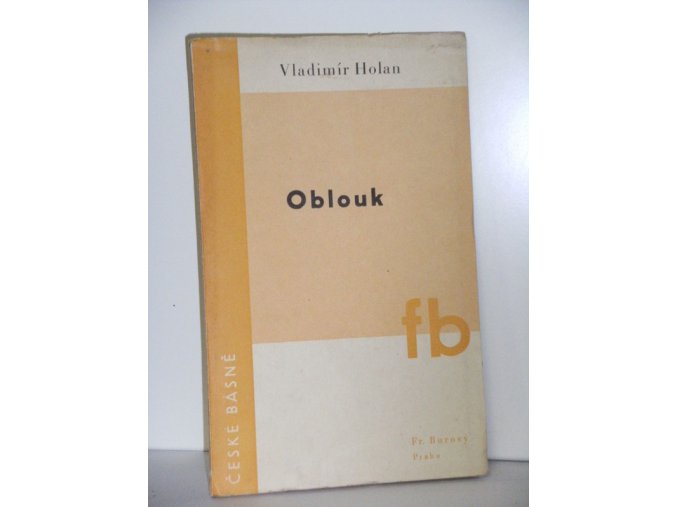 Vladimír Holan
Oblouk
fb
ČESKÉ BÁSNĚ
Fr. Borový
Praha